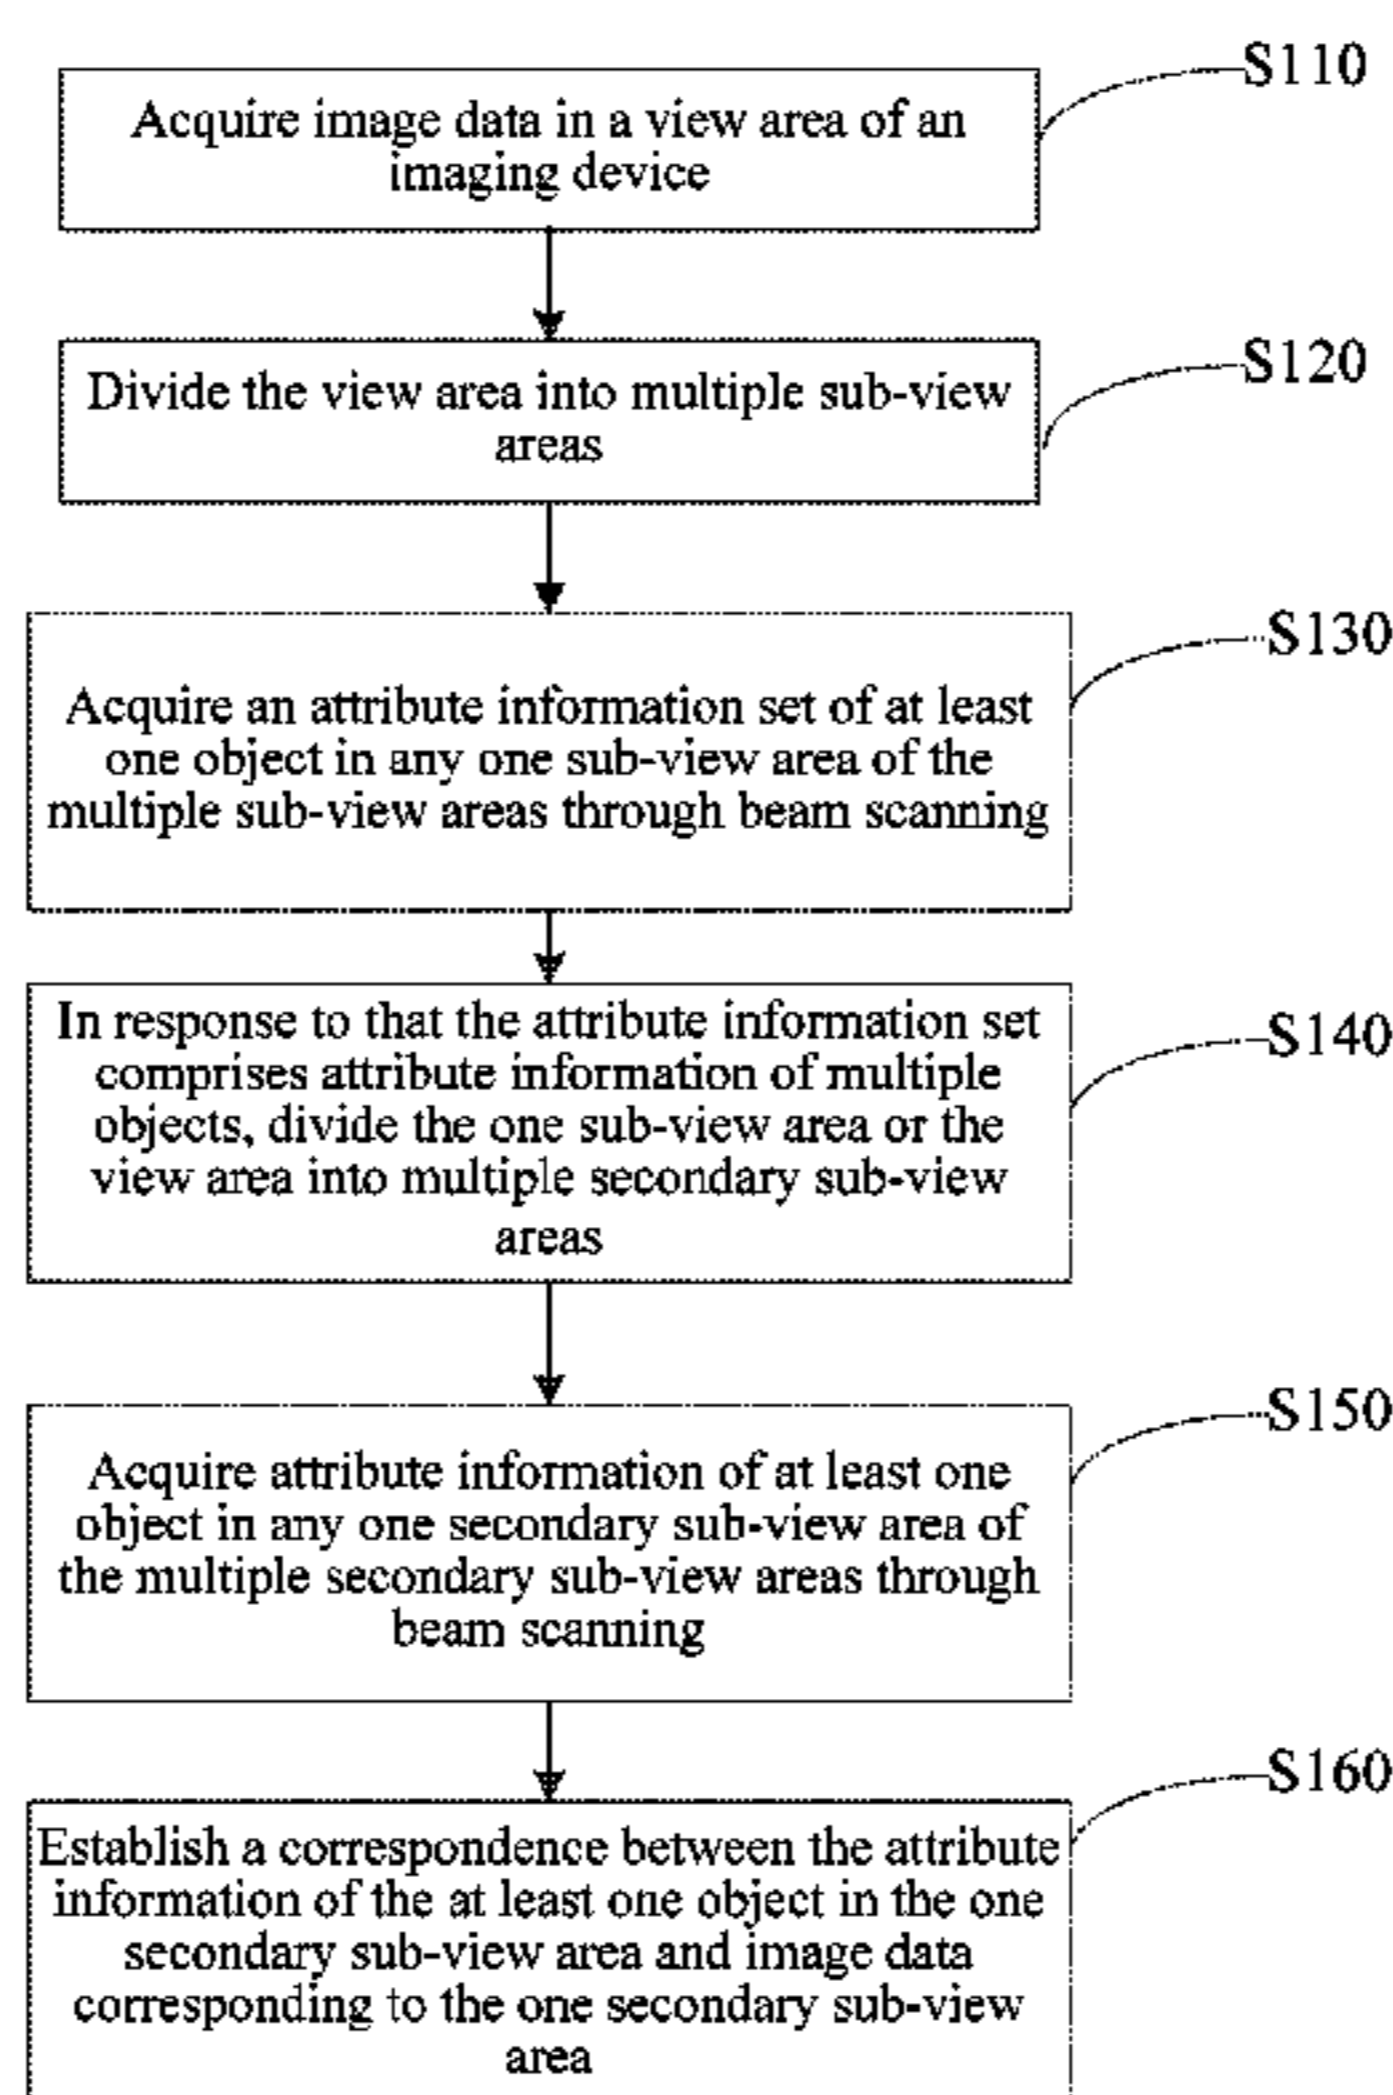 S110
Acquire image data in a view area of an
imaging device
S120
Divide the view area into multiple sub-view
areas
S130
Acquire an attribute information set of at least
one object in any one sub-view area of the
multiple sub-view areas through beam scanning
S140
In response to that the attribute information set
comprises attribute information of multiple
objects, divide the one sub-view area or the
view area into multiple secondary sub-view
areas
S150
Acquire attribute information of at least one
object in any one secondary sub-view area of
the multiple secondary sub-view areas through
beam scanning
S160
Establish a correspondence between the attribute
information of the at least one object in the one
secondary sub-view area and image data
corresponding to the one secondary sub-view
area